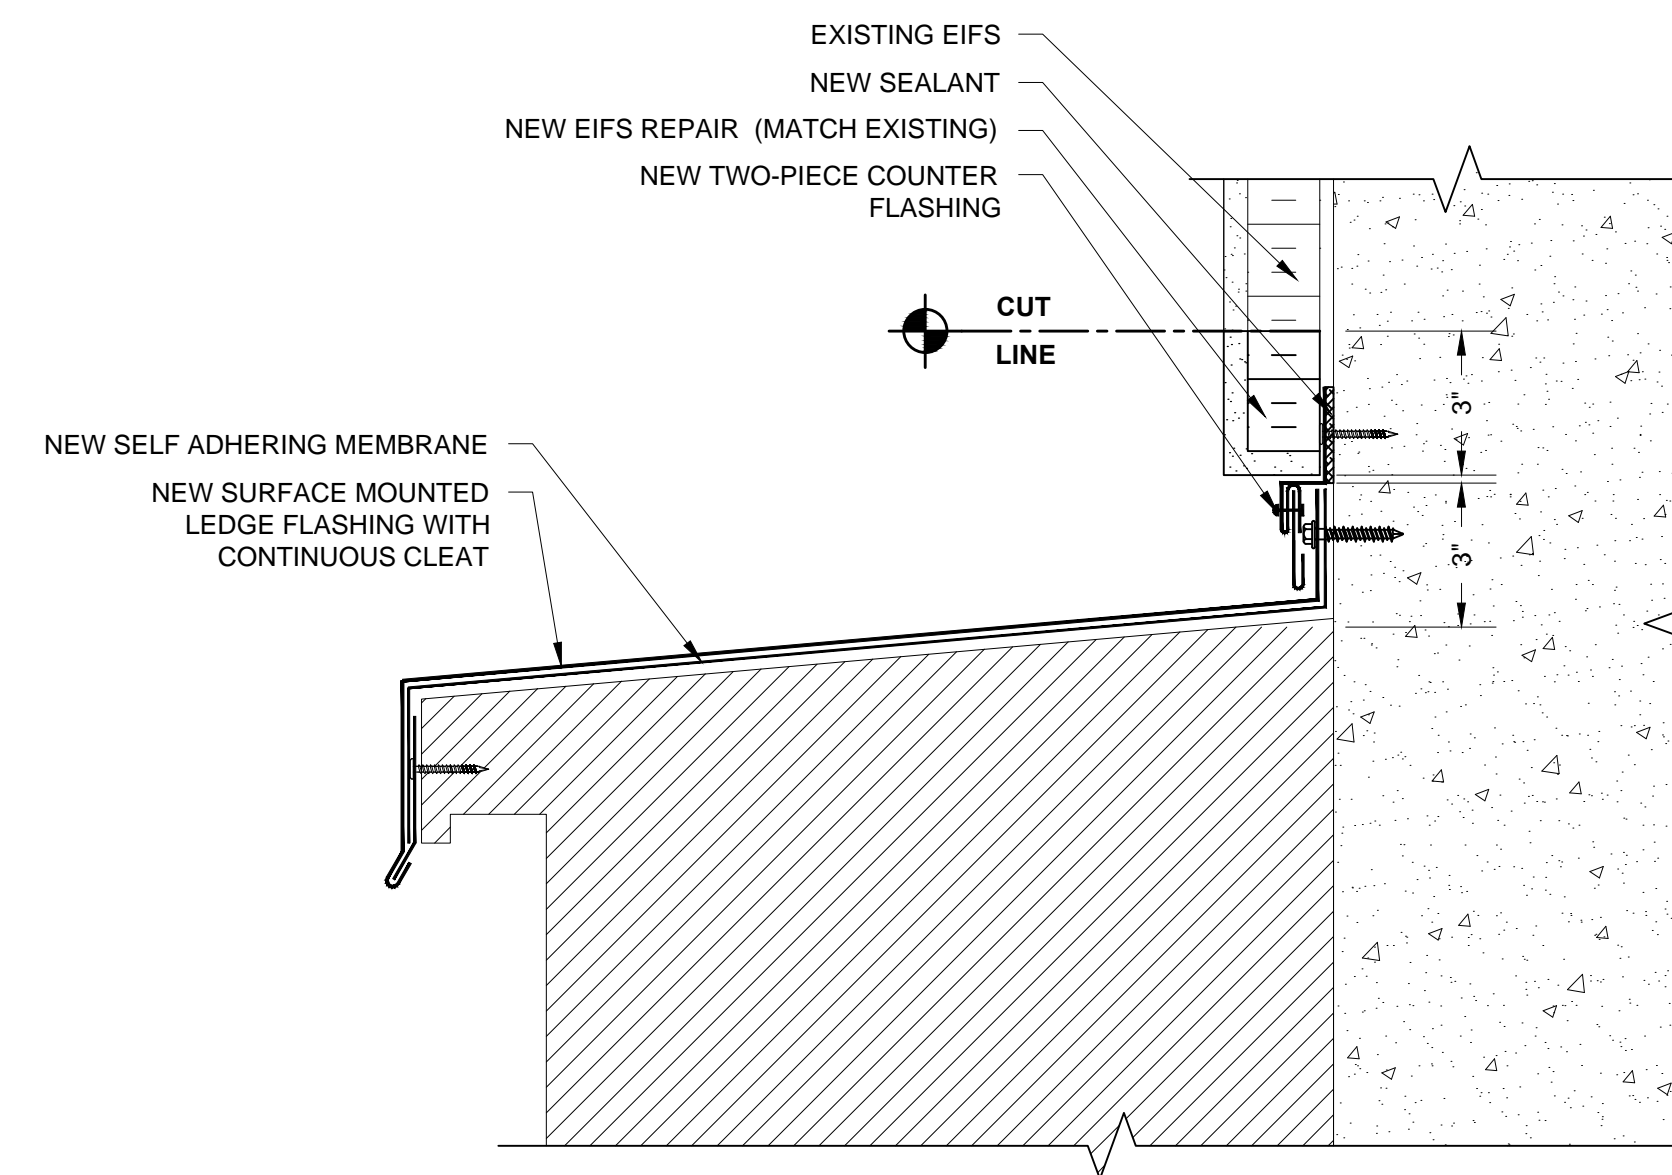 EXISTING EIFS
NEW SEALANT
NEW EIFS REPAIR (MATCH EXISTING)
NEW TWO-PIECE COUNTER
FLASHING
CUT
LINE
3"
NEW SELF ADHERING MEMBRANE
NEW SURFACE MOUNTED
LEDGE FLASHING WITH
CONTINUOUS CLEAT
3"